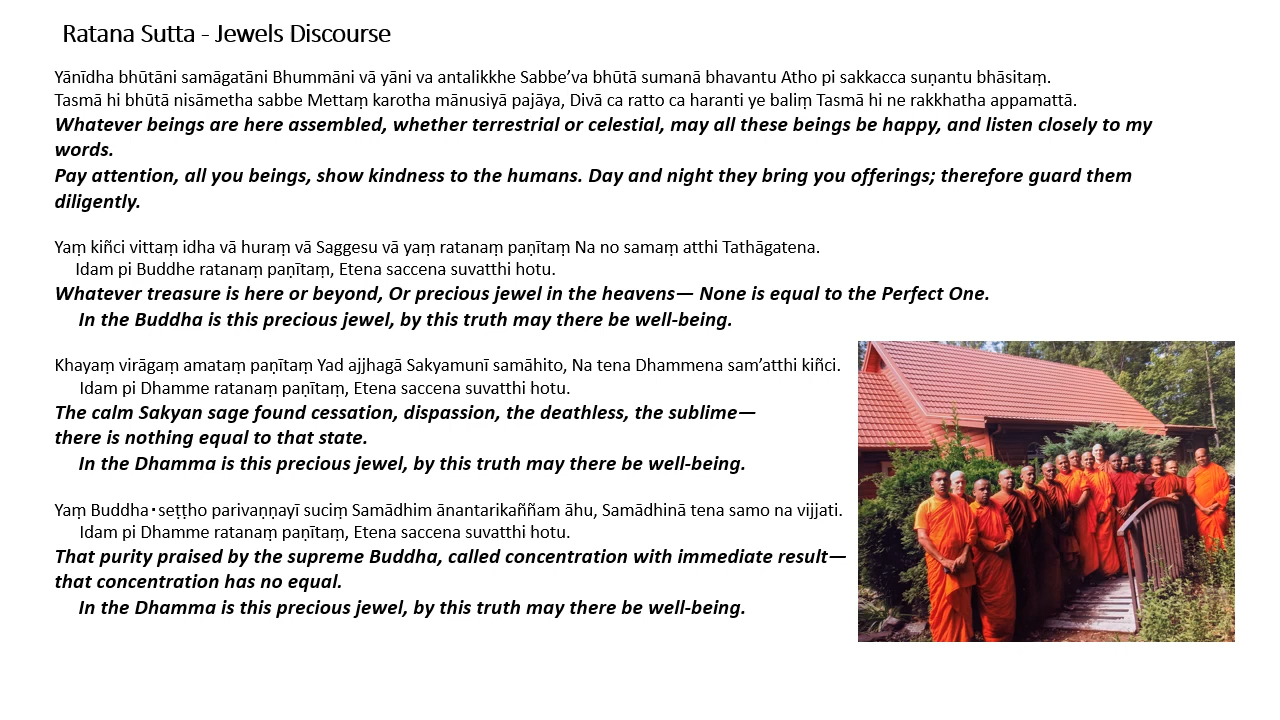 Ratana Sutta - Jewels Discourse
Yānīdha bhūtāni samāgatāni Bhummāni vā yāni va antalikkhe Sabbe’va bhūtā sumanā bhavantu Atho pi sakkacca suṇantu bhāsitaṃ.
Tasmā hi bhūtā nisāmetha sabbe Mettaṃ karotha mānusiyā pajāya, Divā ca ratto ca haranti ye baliṃ Tasmā hi ne rakkhatha appamattā.
Whatever beings are here assembled, whether terrestrial or celestial, may all these beings be happy, and listen closely to my
words.
Pay attention, all you beings, show kindness to the humans. Day and night they bring you offerings; therefore guard them
diligently.
Yaṃ kiñci vittaṃ idha vā huraṃ vā Saggesu vā yaṃ ratanaṃ paṇītaṃ Na no samaṃ atthi Tathāgatena.
Idam pi Buddhe ratanaṃ paṇītaṃ, Etena saccena suvatthi hotu.
Whatever treasure is here or beyond, Or precious jewel in the heavens— None is equal to the Perfect One.
In the Buddha is this precious jewel, by this truth may there be well-being.
Khayaṃ virāgaṃ amataṃ paṇītaṃ Yad ajjhagā Sakyamunī samāhito, Na tena Dhammena sam’atthi kiñci.
Idam pi Dhamme ratanaṃ paṇītaṃ, Etena saccena suvatthi hotu.
The calm Sakyan sage found cessation, dispassion, the deathless, the sublime—
there is nothing equal to that state.
In the Dhamma is this precious jewel, by this truth may there be well-being.
Yaṃ Buddha·seṭṭho parivaṇṇayī suciṃ Samādhim ānantarikaññam āhu, Samādhinā tena samo na vijjati.
Idam pi Dhamme ratanaṃ paṇītaṃ, Etena saccena suvatthi hotu.
That purity praised by the supreme Buddha, called concentration with immediate result—
that concentration has no equal.
In the Dhamma is this precious jewel, by this truth may there be well-being.